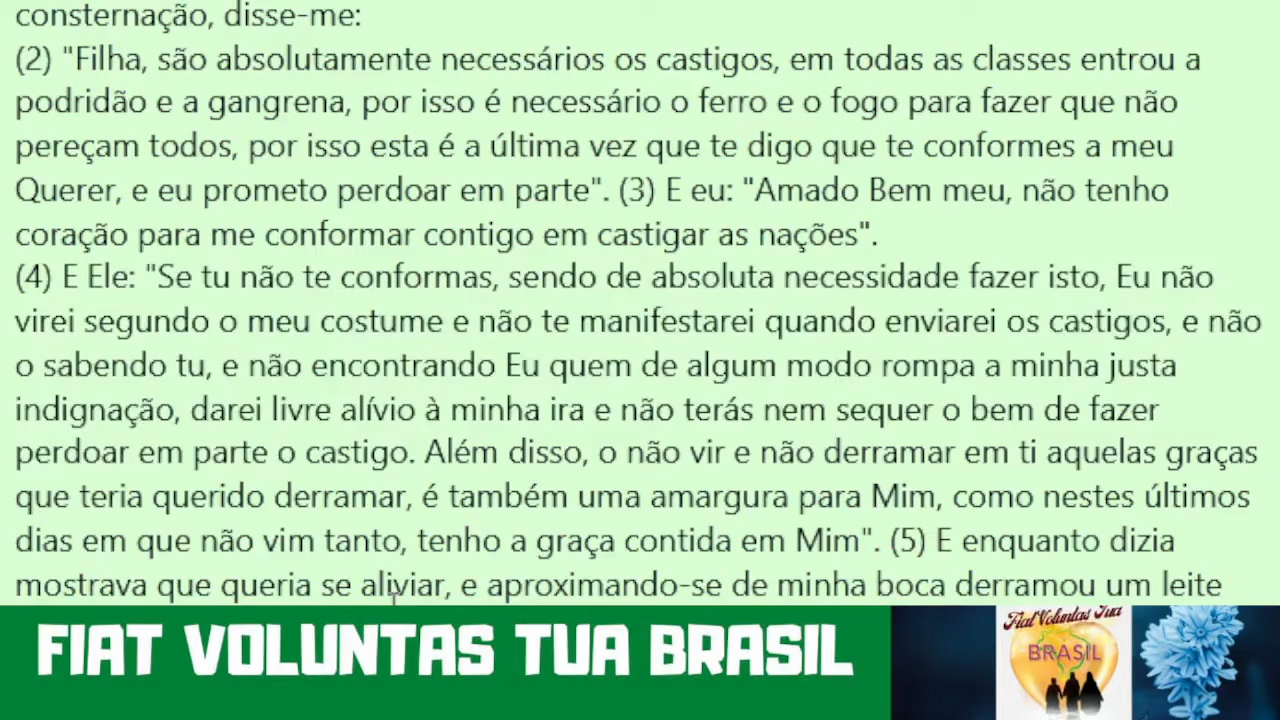 consternação, disse-me:
(2) "Filha, são absolutamente necessários os castigos, em todas as classes entrou a
podridão e a gangrena, por isso é necessário o ferro e o fogo para fazer que não
pereçam todos, por isso esta é a última vez que te digo que te conformes a meu
Querer, e eu prometo perdoar em parte". (3) E eu: "Amado Bem meu, não tenho
coração para me conformar contigo em castigar as nações".
(4) E Ele: "Se tu não te conformas, sendo de absoluta necessidade fazer isto, Eu não
virei segundo o meu costume e não te manifestarei quando enviarei os castigos, e não
o sabendo tu, e não encontrando Eu quem de algum modo rompa a minha justa
indignação, darei livre alívio à minha ira e não terás nem sequer o bem de fazer
perdoar em parte o castigo. Além disso, o não vir e não derramar em ti aquelas graças
que teria querido derramar, é também uma amargura para Mim, como nestes últimos
dias em que não vim tanto, tenho a graça contida em Mim". (5) E enquanto dizia
mostrava que queria se aliviar, e aproximando-se de minha boca derramou um leite
FIAT VOLUNTAS TUA BRASIL
Fiat Voluntas Tua
BRASIL